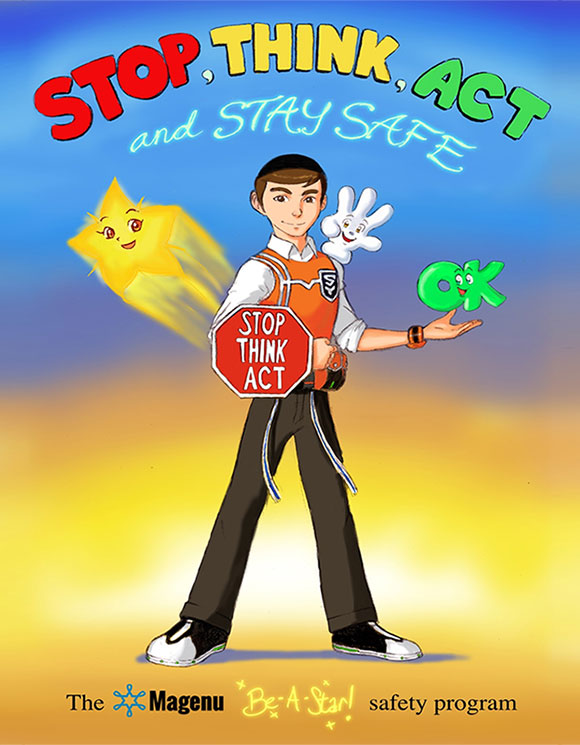 STOP, THINK, ACT
and STAY SAFE
OK
STOP
THINK
ACT
The Magenu Be-A-Star! safety program